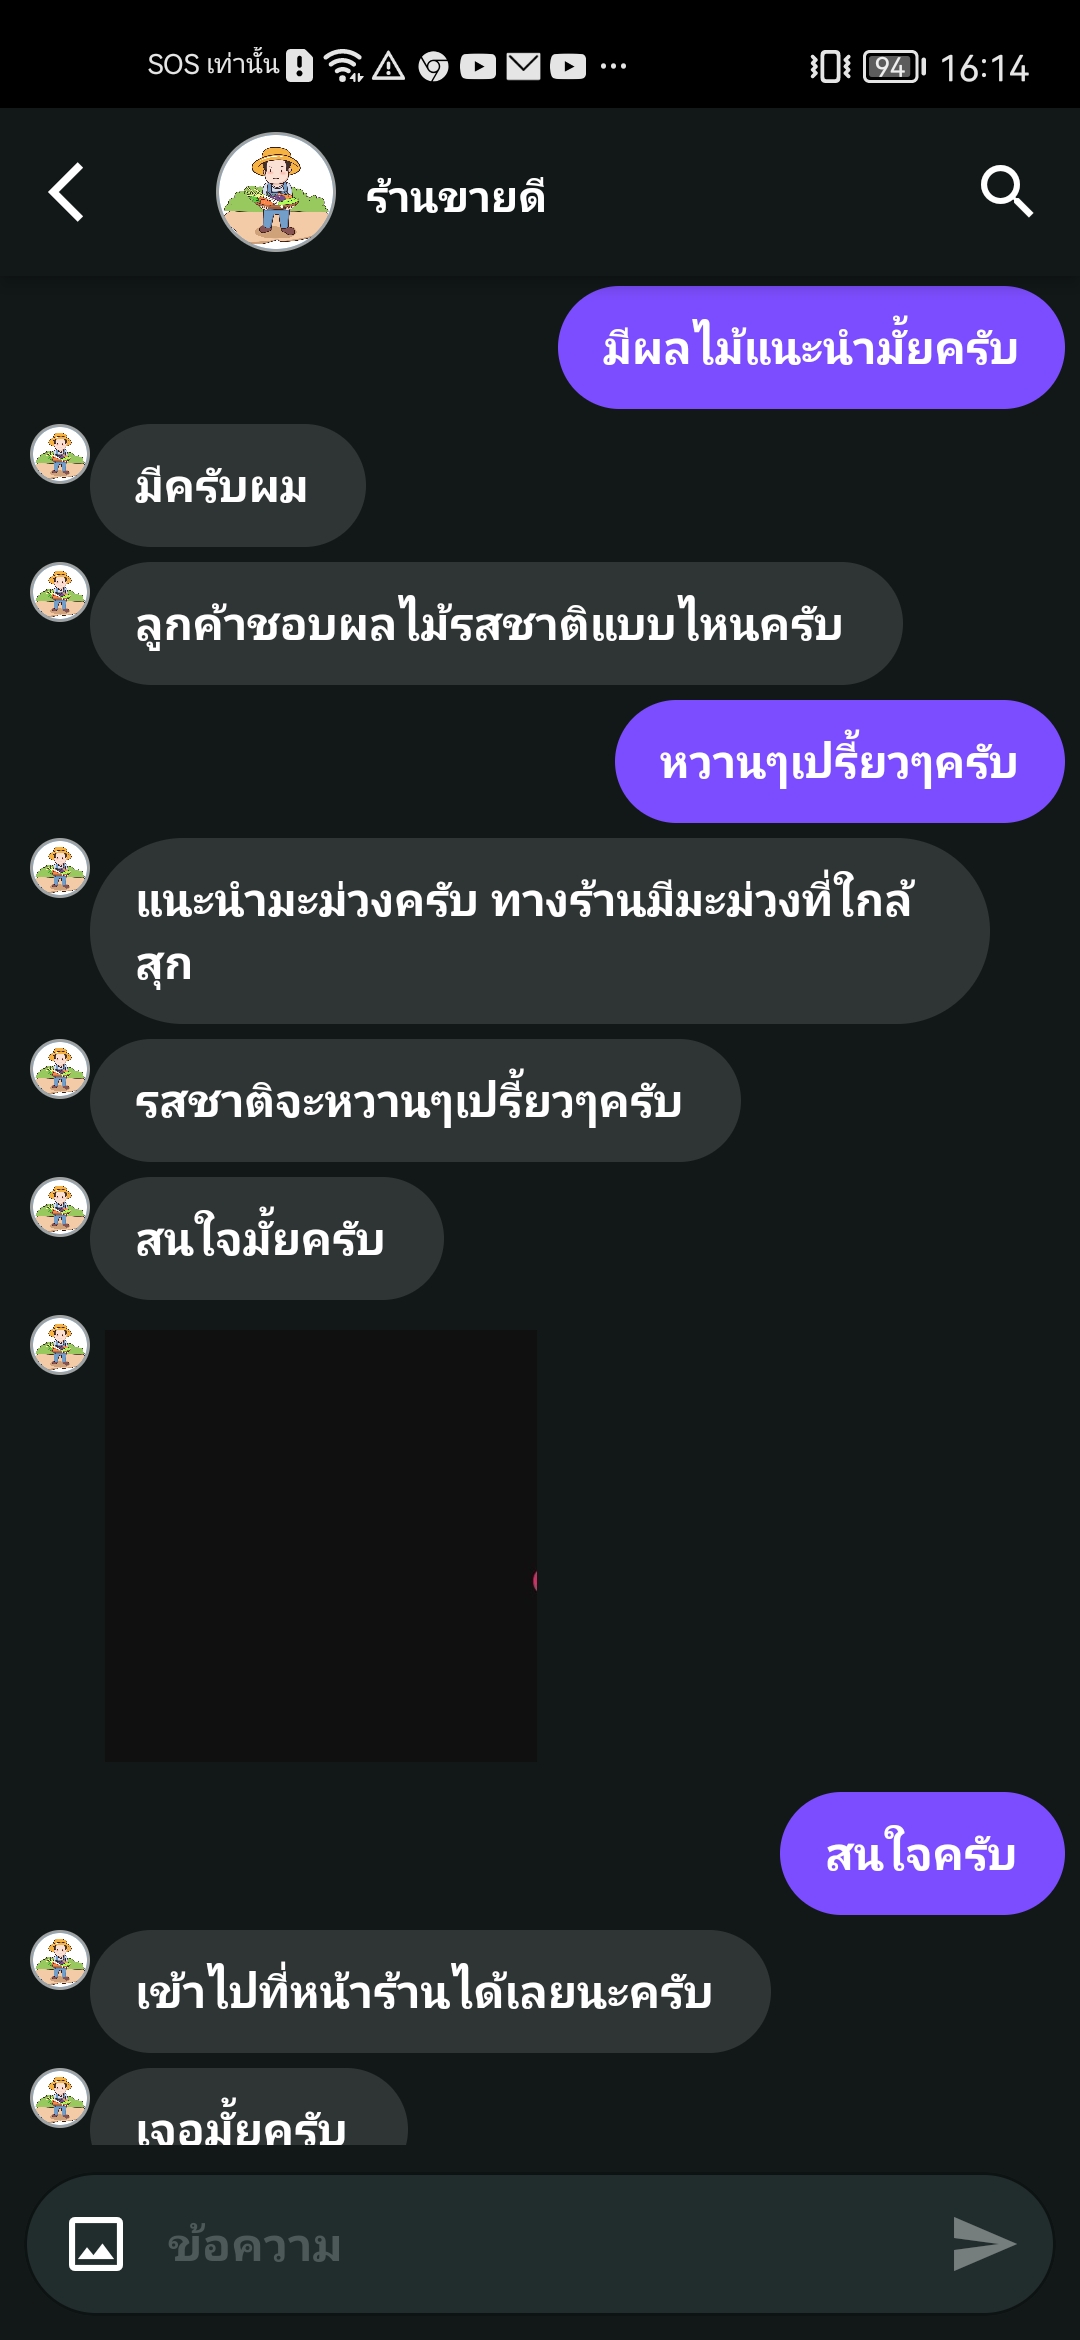 SOS เท่านั้น
94 16:14
ร้านขายดี
มีผลไม้แนะนำมั้ยครับ
มีครับผม
ลูกค้าชอบผลไม้รสชาติแบบไหนครับ
หวานๆเปรี้ยวๆครับ
แนะนำมะม่วงครับ ทางร้านมีมะม่วงที่ใกล้
สุก
รสชาติจะหวานๆเปรี้ยวๆครับ
สนใจมั้ยครับ
สนใจครับ
เข้าไปที่หน้าร้านได้เลยนะครับ
เจอมั้ยครับ
ข้อความ